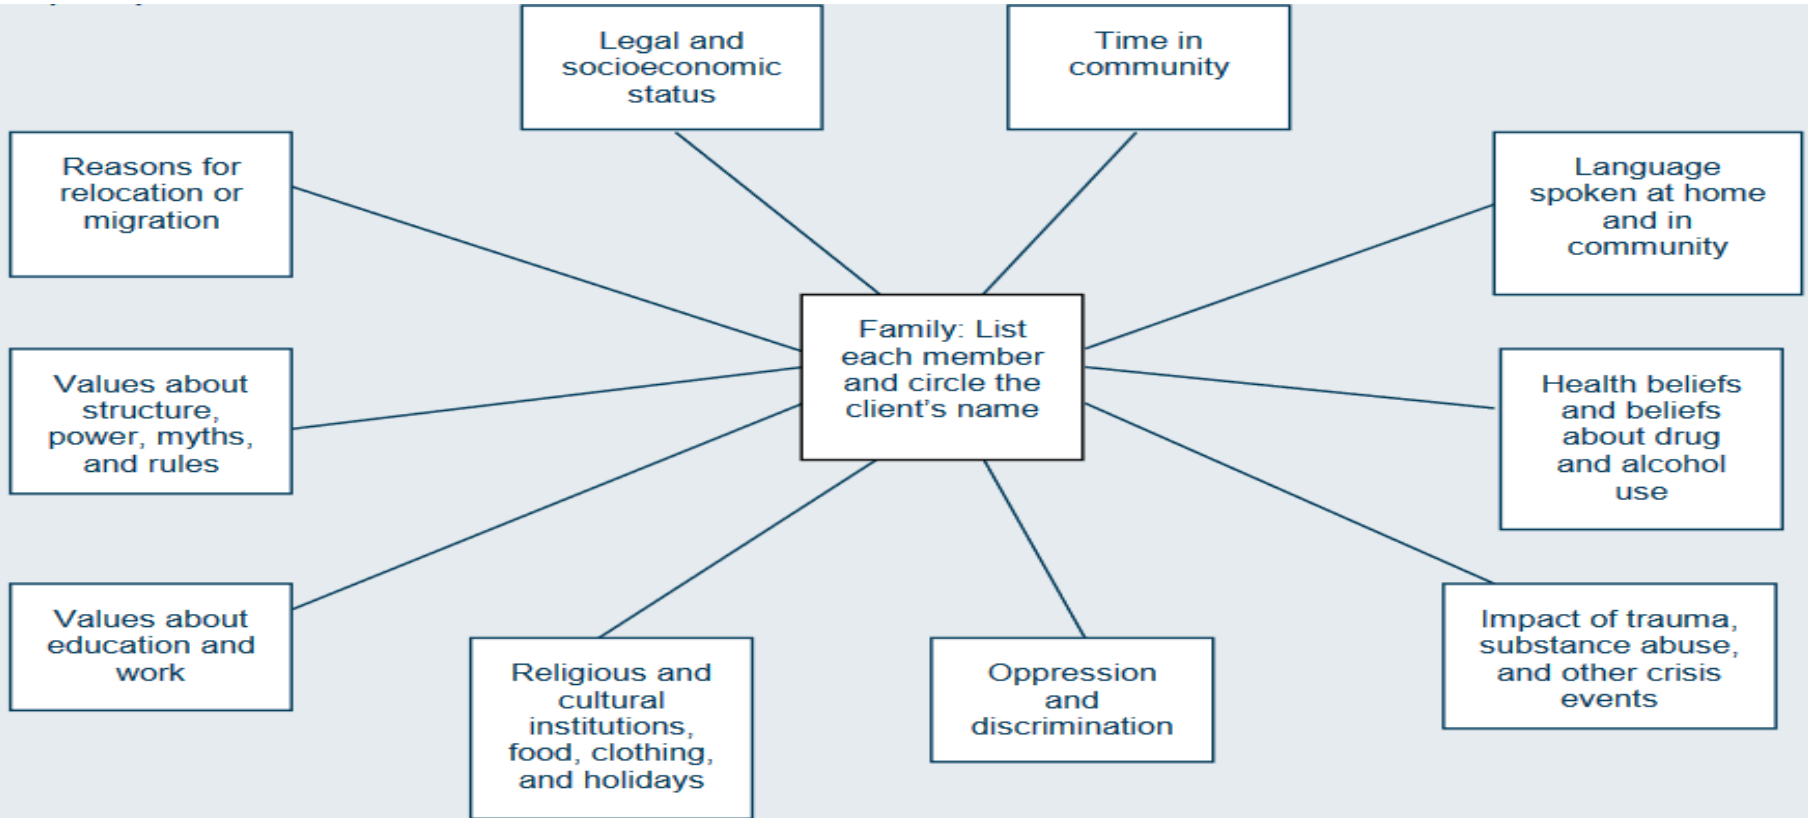 Legal and
socioeconomic
status
Time in
community
Reasons for
relocation or
migration
Language
spoken at home
and in
community
Family: List
each member
and circle the
client’s name
Values about
structure,
power, myths,
and rules
Health beliefs
and beliefs
about drug
and alcohol
use
Values about
education and
work
Religious and
cultural
institutions,
food, clothing,
and holidays
Oppression
and
discrimination
Impact of trauma,
substance abuse,
and other crisis
events